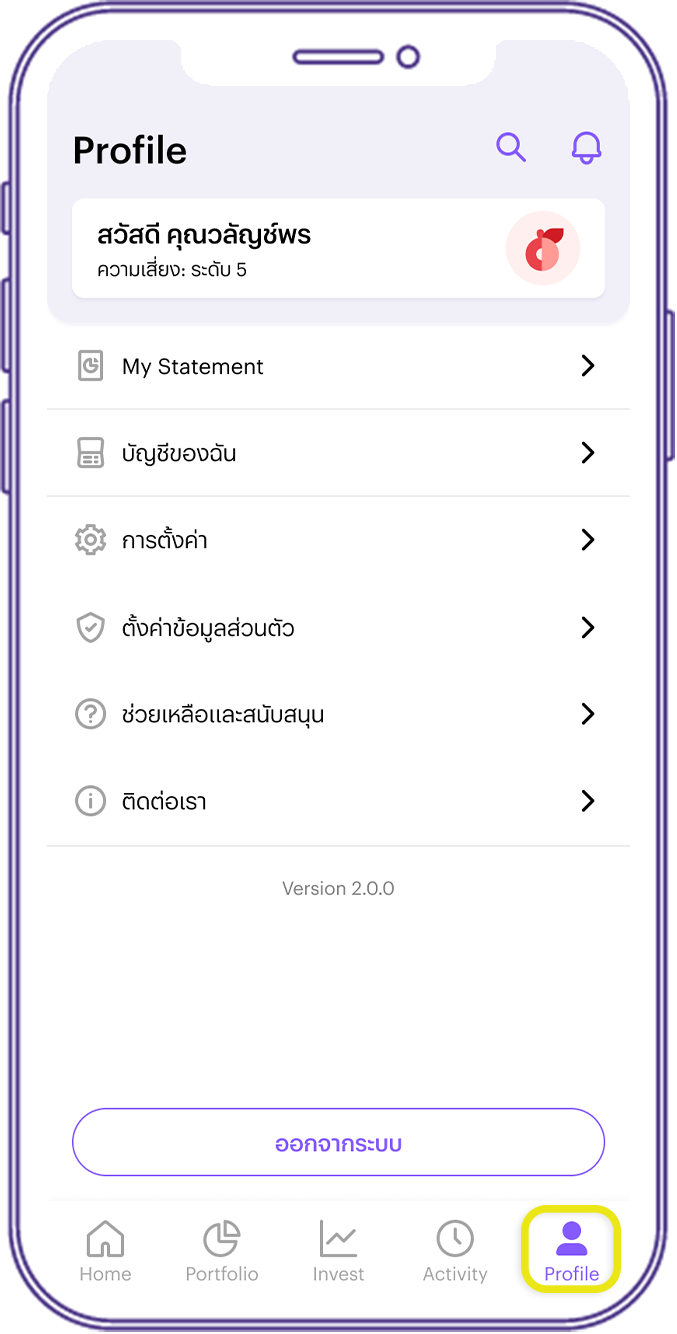 Profile
สวัสดี คุณวลัญช์พร
ความเสี่ยง: ระดับ 5
My Statement
บัญชีของฉัน
การตั้งค่า
ตั้งค่าข้อมูลส่วนตัว
ช่วยเหลือและสนับสนุน
ติดต่อเรา
Version 2.0.0
ออกจากระบบ
Home Portfolio Invest Activity Profile